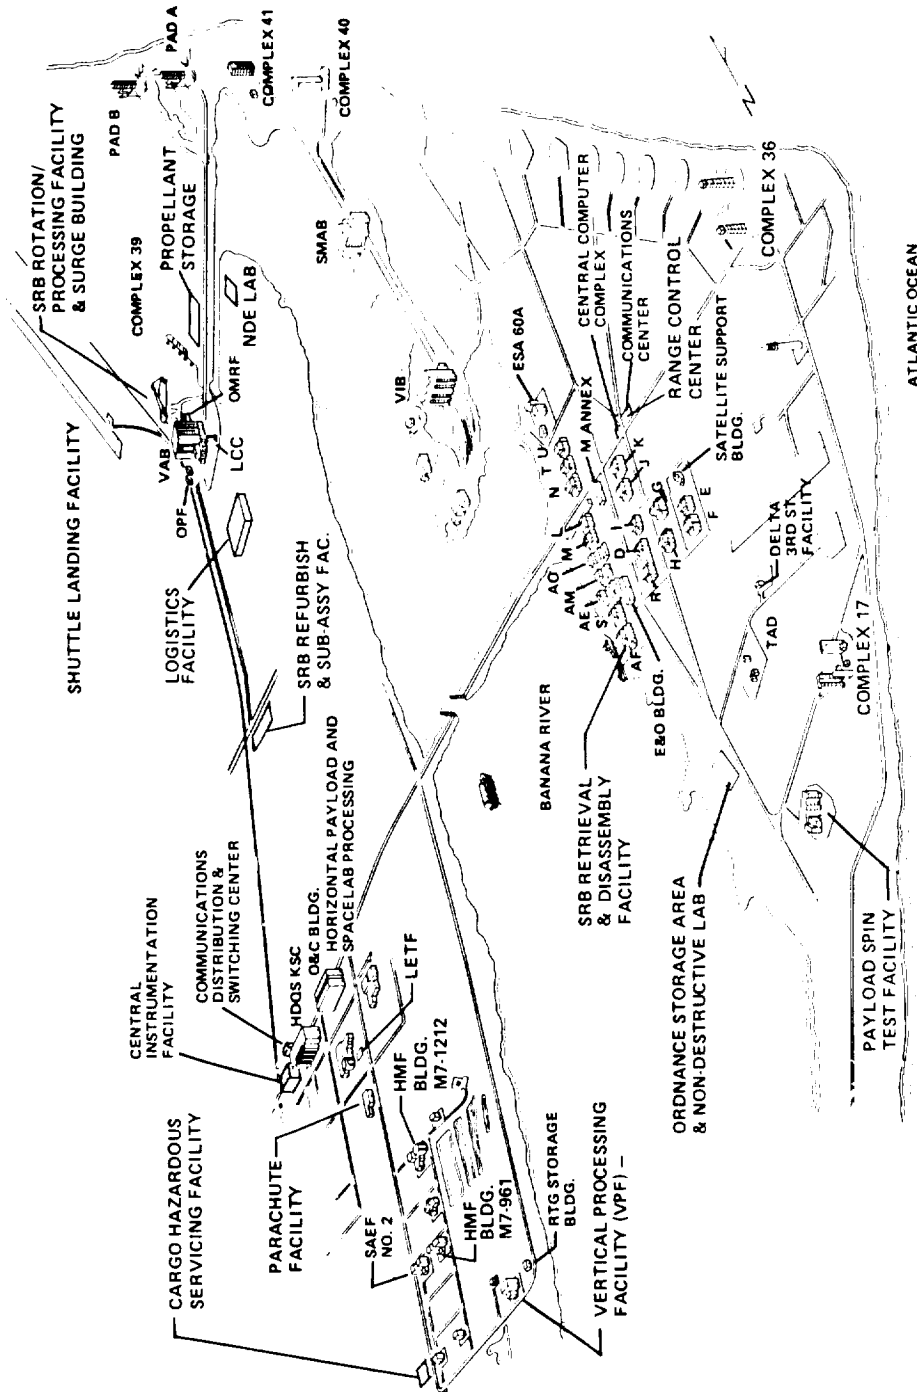 CARGO HAZARDOUS
SERVICING FACILITY
CENTRAL
INSTRUMENTATION
FACILITY
COMMUNICATIONS
DISTRIBUTION &
SWITCHING CENTER
HDQS KSC
O&C BLDG.
HORIZONTAL PAYLOAD AND
SPACELAB PROCESSING
PARACHUTE
FACILITY
LETF
SAEF
NO. 2
HMF
BLDG.
M7-1212
HMF
BLDG.
M7-961
RTG STORAGE
BLDG.
VERTICAL PROCESSING
FACILITY (VPF)
SHUTTLE LANDING FACILITY
SRB ROTATION/
PROCESSING FACILITY
& SURGE BUILDING
LOGISTICS
FACILITY
SRB REFURBISH
& SUB-ASSY FAC.
OPF
VAB
LCC
OMRF
COMPLEX 39
PROPELLANT
STORAGE
NDE LAB
PAD B
PAD A
COMPLEX 41
COMPLEX 40
SMAB
VIB
BANANA RIVER
ESA 60A
CENTRAL COMPUTER
COMPLEX
COMMUNICATIONS
CENTER
RANGE CONTROL
CENTER
SATELLITE SUPPORT
BLDG.
M ANNEX
U
T
N
L
M
AO
AM
AE
S
AF
K
J
I
D
G
R
H
E
F
E&O BLDG.
SRB RETRIEVAL
& DISASSEMBLY
FACILITY
ORDNANCE STORAGE AREA
& NON-DESTRUCTIVE LAB
PAYLOAD SPIN
TEST FACILITY
TAD
DELTA
3RD ST.
FACILITY
COMPLEX 17
COMPLEX 36
N
ATLANTIC OCEAN